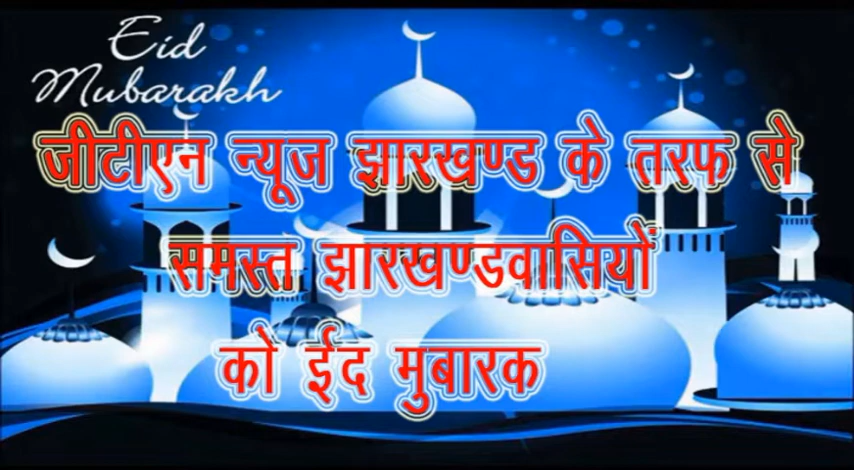 Eid
Mubarakh
जीटीएन न्यूज झारखण्ड के तरफ से
समस्त झारखण्डवासियों
को ईद मुबारक